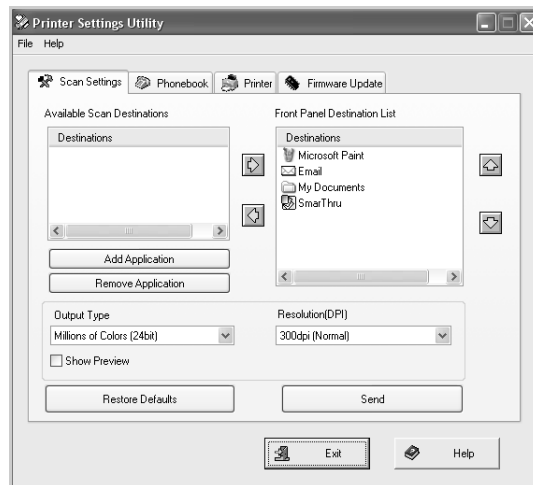 Printer Settings Utility
File Help
Scan Settings Phonebook Printer Firmware Update
Available Scan Destinations
Destinations
Add Application
Remove Application
Front Panel Destination List
Destinations
Microsoft Paint
Email
My Documents
SmarThru
Output Type
Millions of Colors (24bit)
Show Preview
Resolution(DPI)
300dpi (Normal)
Restore Defaults
Send
Exit
Help